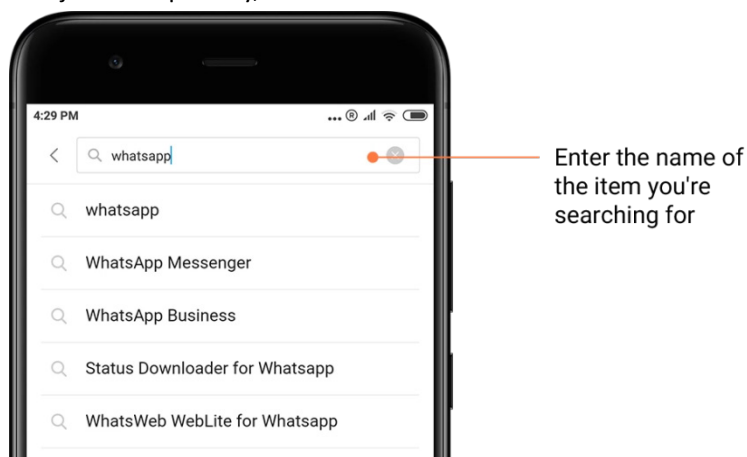 4:29 PM
... ®
whatsapp
Enter the name of
the item you're
searching for
whatsapp
WhatsApp Messenger
WhatsApp Business
Status Downloader for Whatsapp
WhatsWeb WebLite for Whatsapp